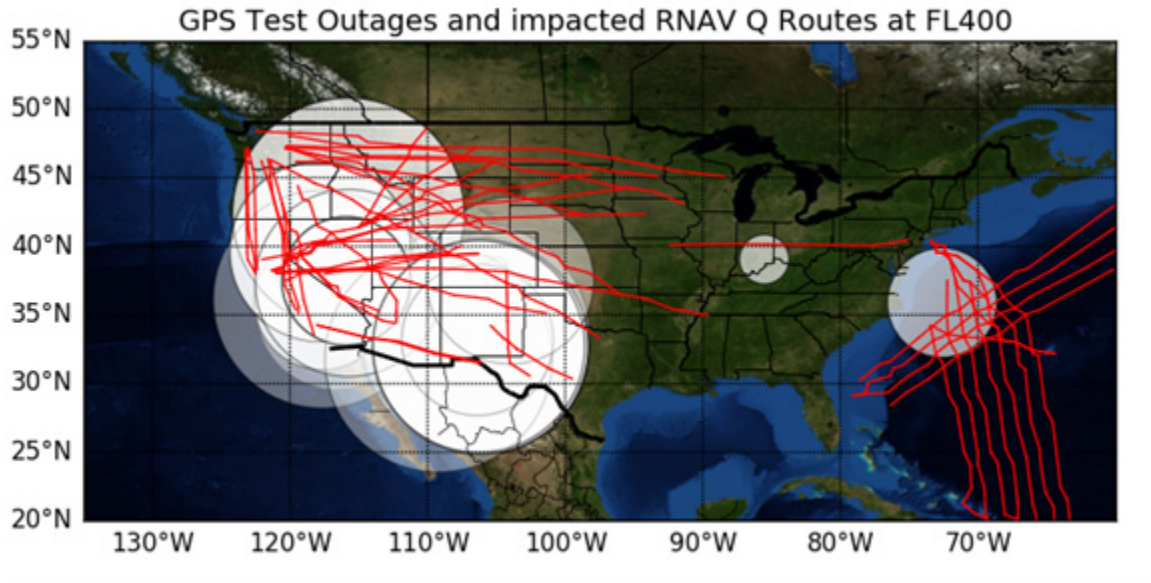 GPS Test Outages and impacted RNAV Q Routes at FL400
55°N
50°N
45°N
40°N
35°N
30°N
25°N
20°N
130°W 120°W 110°W 100°W 90°W 80°W 70°W